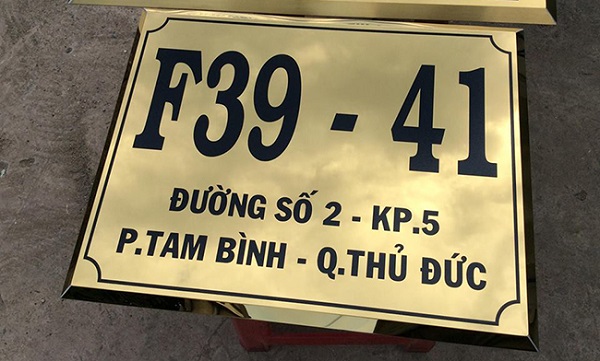 F39 - 41
ĐƯỜNG SỐ 2 - KP.5
P.TAM BÌNH - Q.THỦ ĐỨC